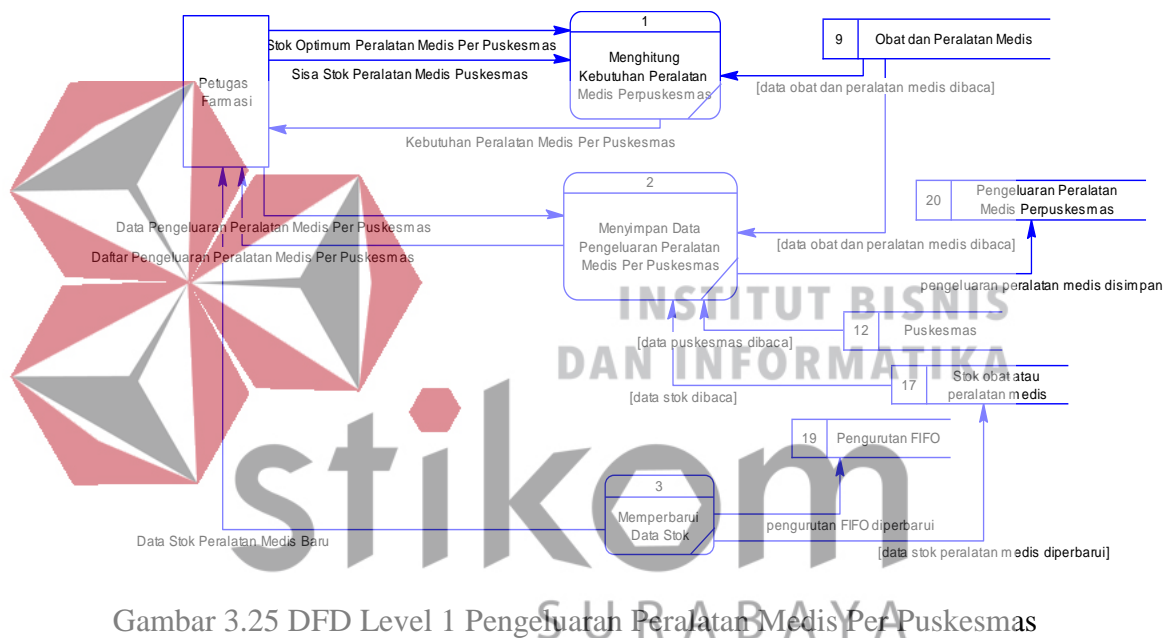 1
Stok Optimum Peralatan Medis Per Puskesmas
9
Obat dan Peralatan Medis
Menghitung
Kebutuhan Peralatan
Medis Perpuskesmas
Sisa Stok Peralatan Medis Puskesmas
Petugas
Farmasi
[data obat dan peralatan medis dibaca]
Kebutuhan Peralatan Medis Per Puskesmas
2
20
Pengeluaran Peralatan
Medis Perpuskesmas
Menyimpan Data
Pengeluaran Peralatan
Medis Per Puskesmas
Data Pengeluaran Peralatan Medis Per Puskesmas
[data obat dan peralatan medis dibaca]
Daftar Pengeluaran Peralatan Medis Per Puskesmas
pengeluaran peralatan medis disimpan
INSTITUT BISNIS
12
Puskesmas
[data puskesmas dibaca]
DAN INFORMATIKA
17
Stok obat atau
peralatan medis
[data stok dibaca]
stikom
19
Pengurutan FIFO
3
Memperbarui
Data Stok
pengurutan FIFO diperbarui
Data Stok Peralatan Medis Baru
[data stok peralatan medis diperbarui]
SURABAYA
Gambar 3.25 DFD Level 1 Pengeluaran Peralatan Medis Per Puskesmas